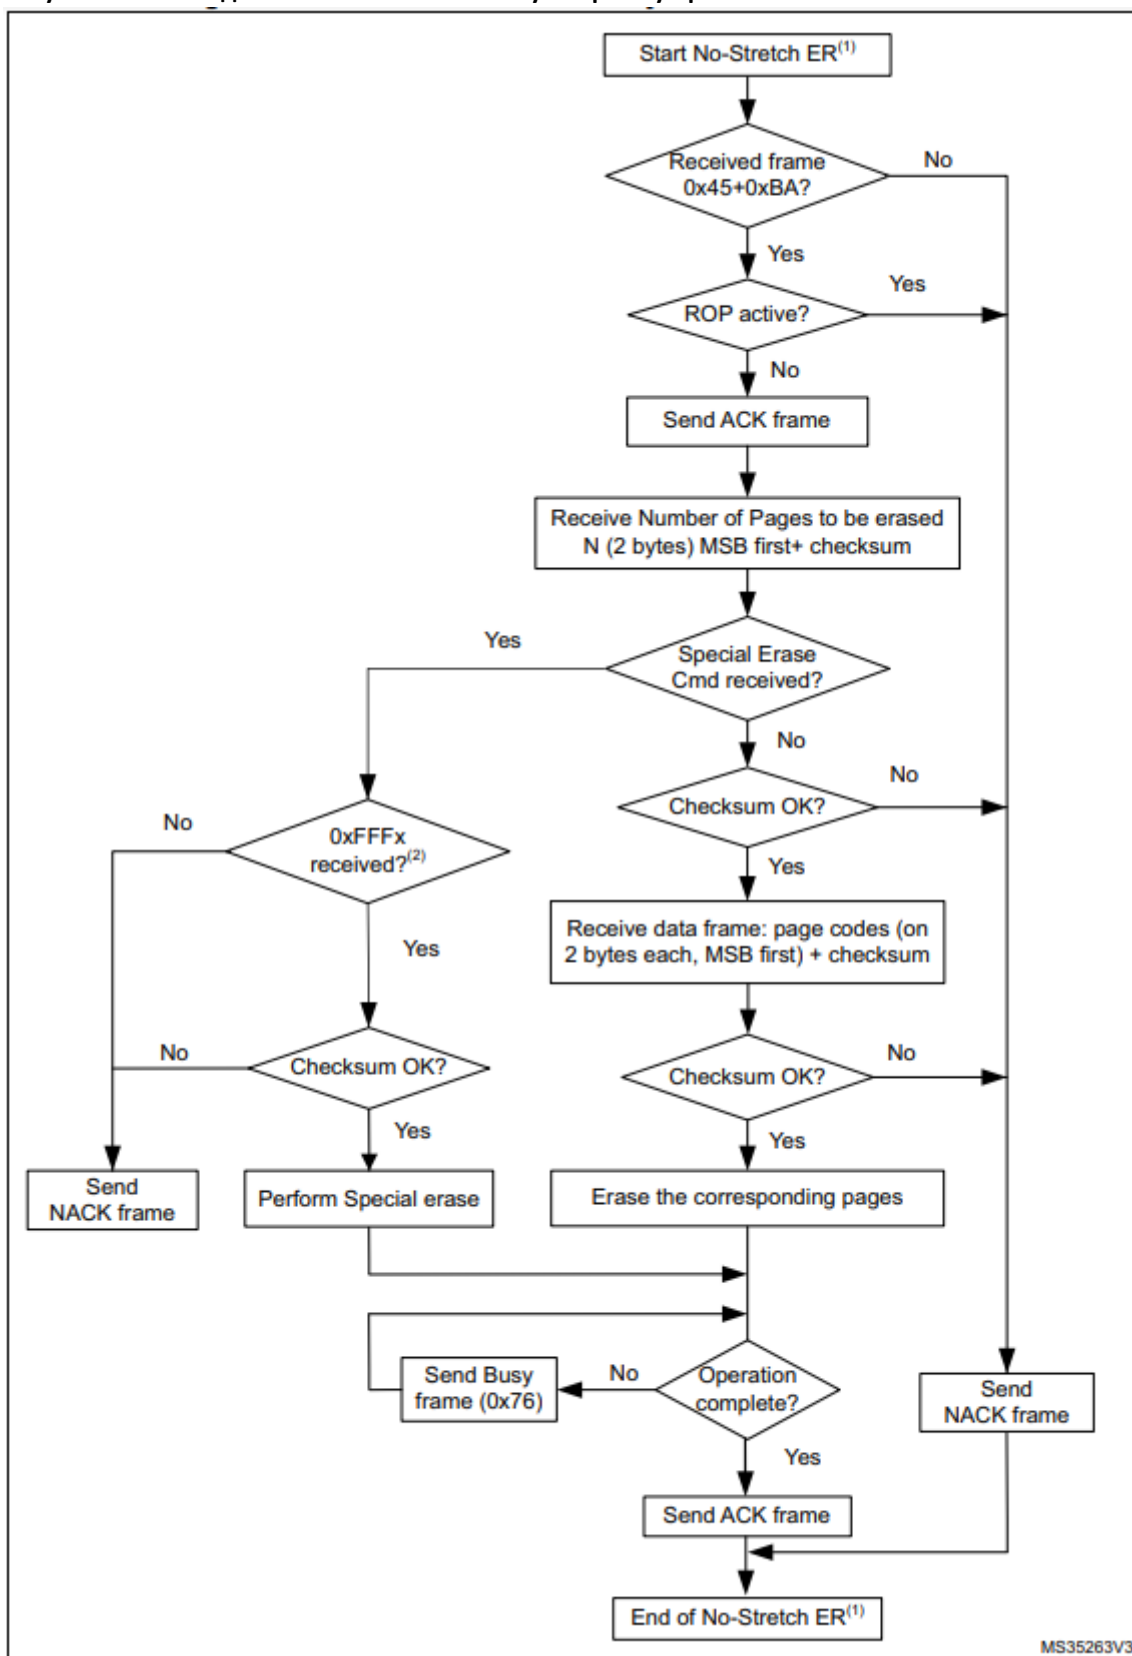 Start No-Stretch ER(1)
Received frame
0x45+0xBA?
No
Yes
ROP active?
Yes
No
Send ACK frame
Receive Number of Pages to be erased
N (2 bytes) MSB first+ checksum
Special Erase
Cmd received?
Yes
No
Checksum OK?
No
Yes
0xFFFx
received?(2)
No
Yes
Receive data frame: page codes (on
2 bytes each, MSB first) + checksum
Checksum OK?
No
Yes
Checksum OK?
No
Yes
Send
NACK frame
Perform Special erase
Erase the corresponding pages
Send Busy
frame (0x76)
No
Operation
complete?
Yes
Send
NACK frame
Send ACK frame
End of No-Stretch ER(1)
MS35263V3